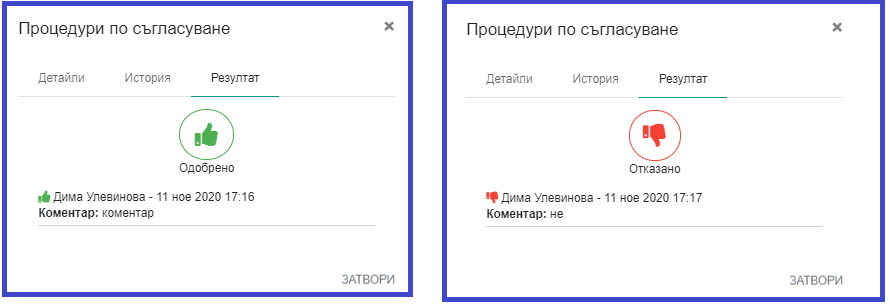 Процедури по съгласуване ×
Детайли История Резултат
Одобрено
Дима Улевинова - 11 ное 2020 17:16
Коментар: коментар
ЗАТВОРИ
Процедури по съгласуване ×
Детайли История Резултат
Отказано
Дима Улевинова - 11 ное 2020 17:17
Коментар: не
ЗАТВОРИ